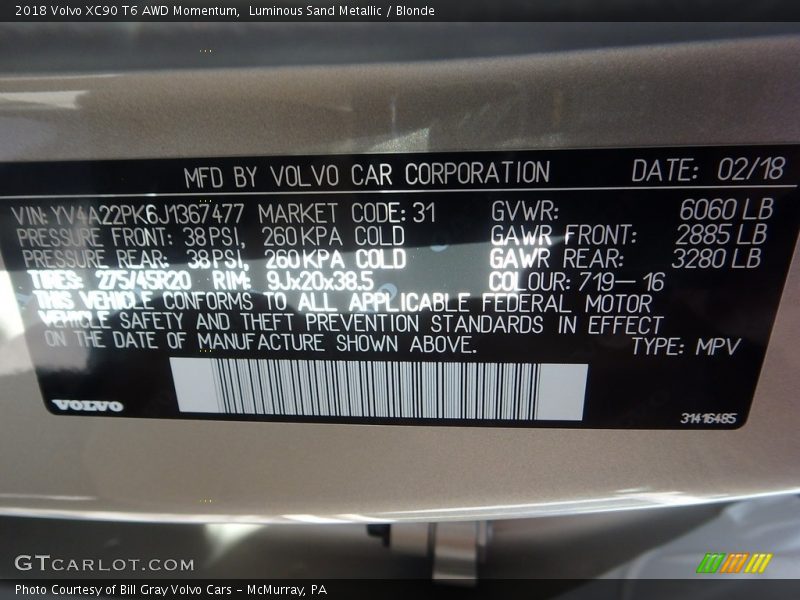 2018 Volvo XC90 T6 AWD Momentum, Luminous Sand Metallic / Blonde
MFD BY VOLVO CAR CORPORATION DATE: 02/18
VIN: YV4A22PK6J1367477 MARKET CODE: 31 GVWR: 6060 LB
PRESSURE FRONT: 38 PSI, 260 KPA COLD GAWR FRONT: 2885 LB
PRESSURE REAR: 38 PSI, 260 KPA COLD GAWR REAR: 3280 LB
TIRES: 275/45R20 RIM: 9Jx20x38.5 COLOUR: 719-16
THIS VEHICLE CONFORMS TO ALL APPLICABLE FEDERAL MOTOR
VEHICLE SAFETY AND THEFT PREVENTION STANDARDS IN EFFECT
ON THE DATE OF MANUFACTURE SHOWN ABOVE. TYPE: MPV
VOLVO 31416485
GTCARLOT.COM
Photo Courtesy of Bill Gray Volvo Cars - McMurray, PA